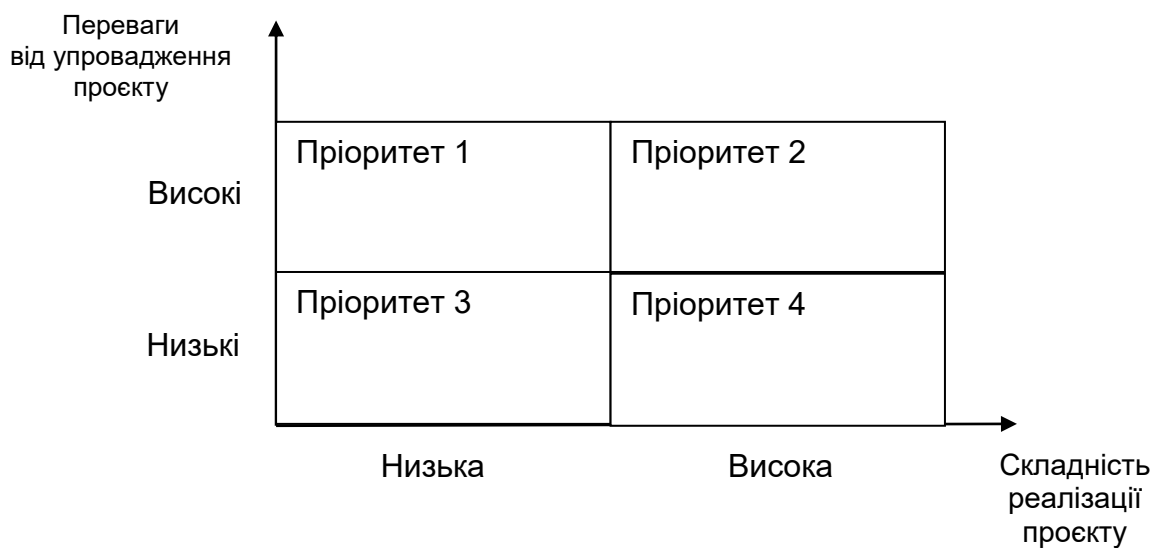 Переваги
від упровадження
проєкту
Пріоритет 1
Пріоритет 2
Високі
Пріоритет 3
Пріоритет 4
Низькі
Низька
Висока
Складність
реалізації
проєкту